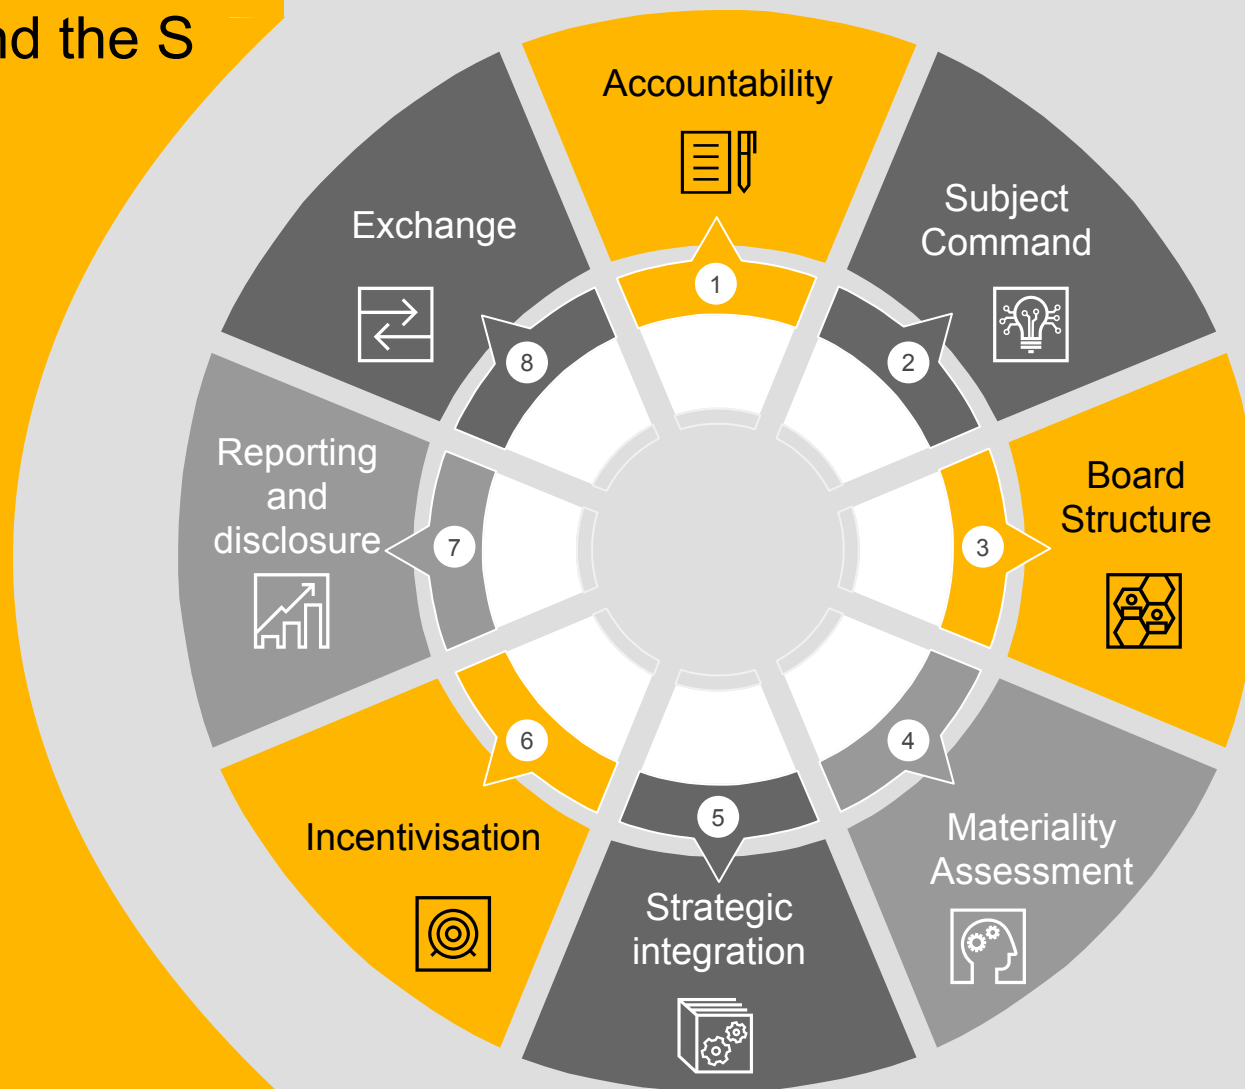 nd the S
Accountability
1
Subject
Command
2
Board
Structure
3
Materiality
Assessment
4
Strategic
integration
5
Incentivisation
6
Reporting
and
disclosure
7
Exchange
8